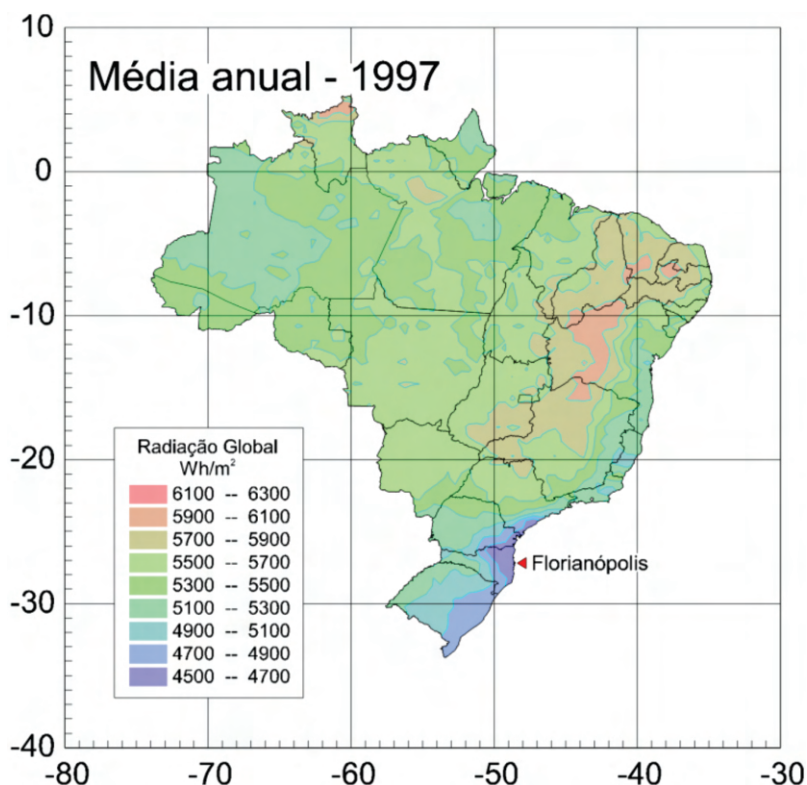 Média anual - 1997
10
0
-10
-20
-30
-40
Radiação Global
Wh/m²
6100 -- 6300
5900 -- 6100
5700 -- 5900
5500 -- 5700
5300 -- 5500
5100 -- 5300
4900 -- 5100
4700 -- 4900
4500 -- 4700
Florianópolis
-80 -70 -60 -50 -40 -30